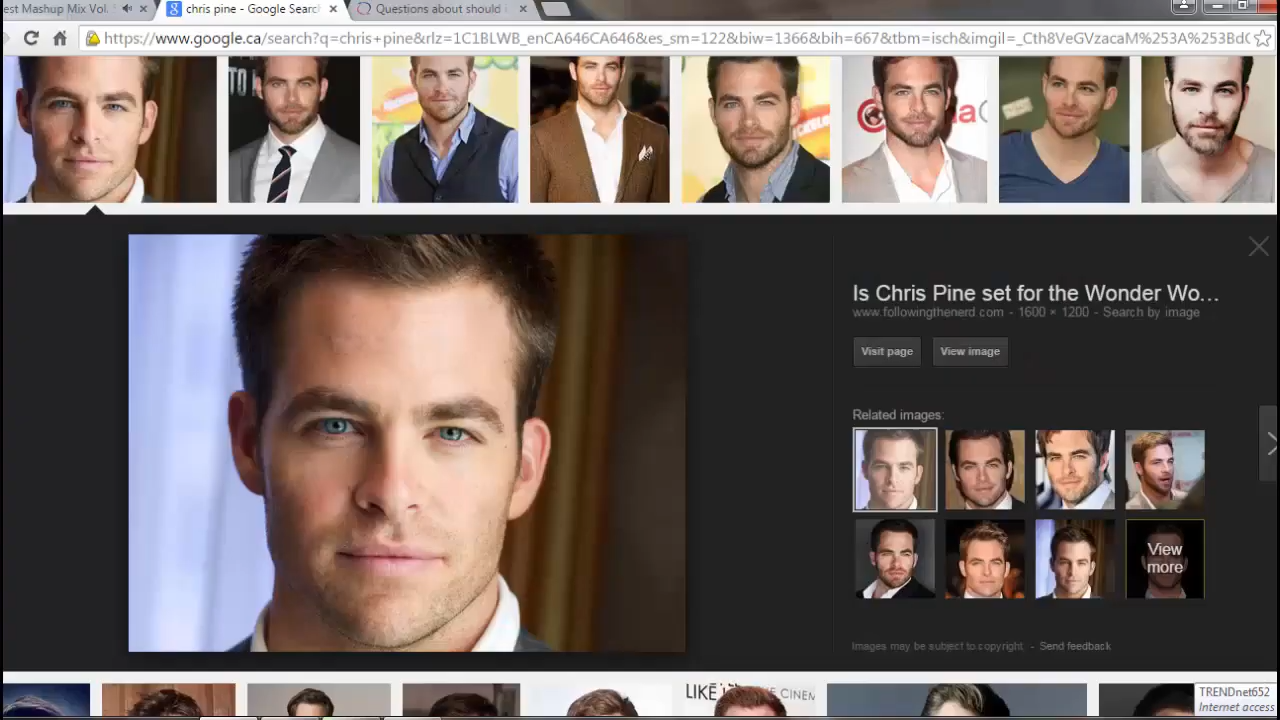 est Mashup Mix Vol.
chris pine - Google Search
Questions about should I
https://www.google.ca/search?q=chris+pine&rlz=1C1BLWB_enCA646CA646&es_sm=122&biw=1366&bih=667&tbm=isch&imgil=_Cth8VeGVzacaM%253A%253BdC
Is Chris Pine set for the Wonder Wo…
www.followingthenerd.com - 1600 × 1200 - Search by image
Visit page
View image
Related images:
View
more
Images may be subject to copyright. - Send feedback
LIKE
CINEM
TRENDnet652
Internet access